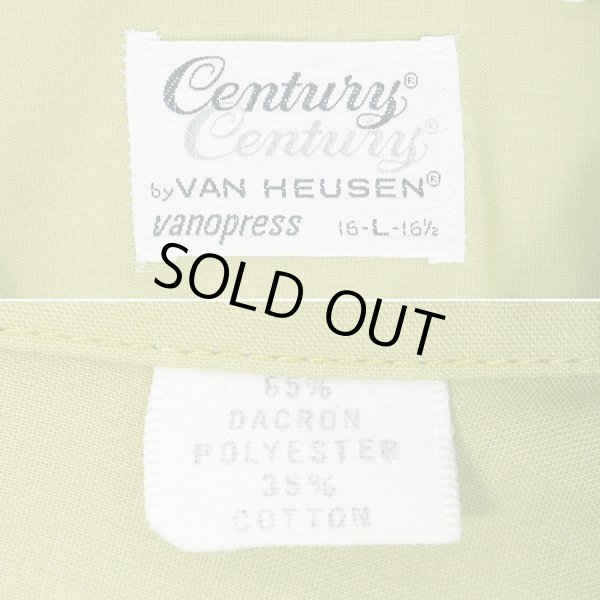 Century®
Century®
by VAN HEUSEN®
vanopress 16-L-16½
SOLD OUT
65%
DACRON
POLYESTER
35%
COTTON